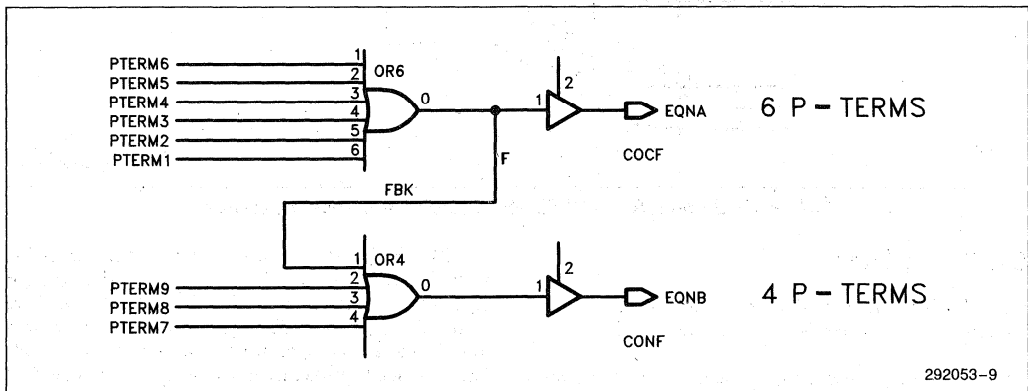 PTERM6 1 OR6
PTERM5 2
PTERM4 3
PTERM3 4
PTERM2 5
PTERM1 6
0 1 2 EQNA 6 P - TERMS
COCF
F
FBK
1 OR4
PTERM9 2
PTERM8 3
PTERM7 4
0 1 2 EQNB 4 P - TERMS
CONF
292053-9